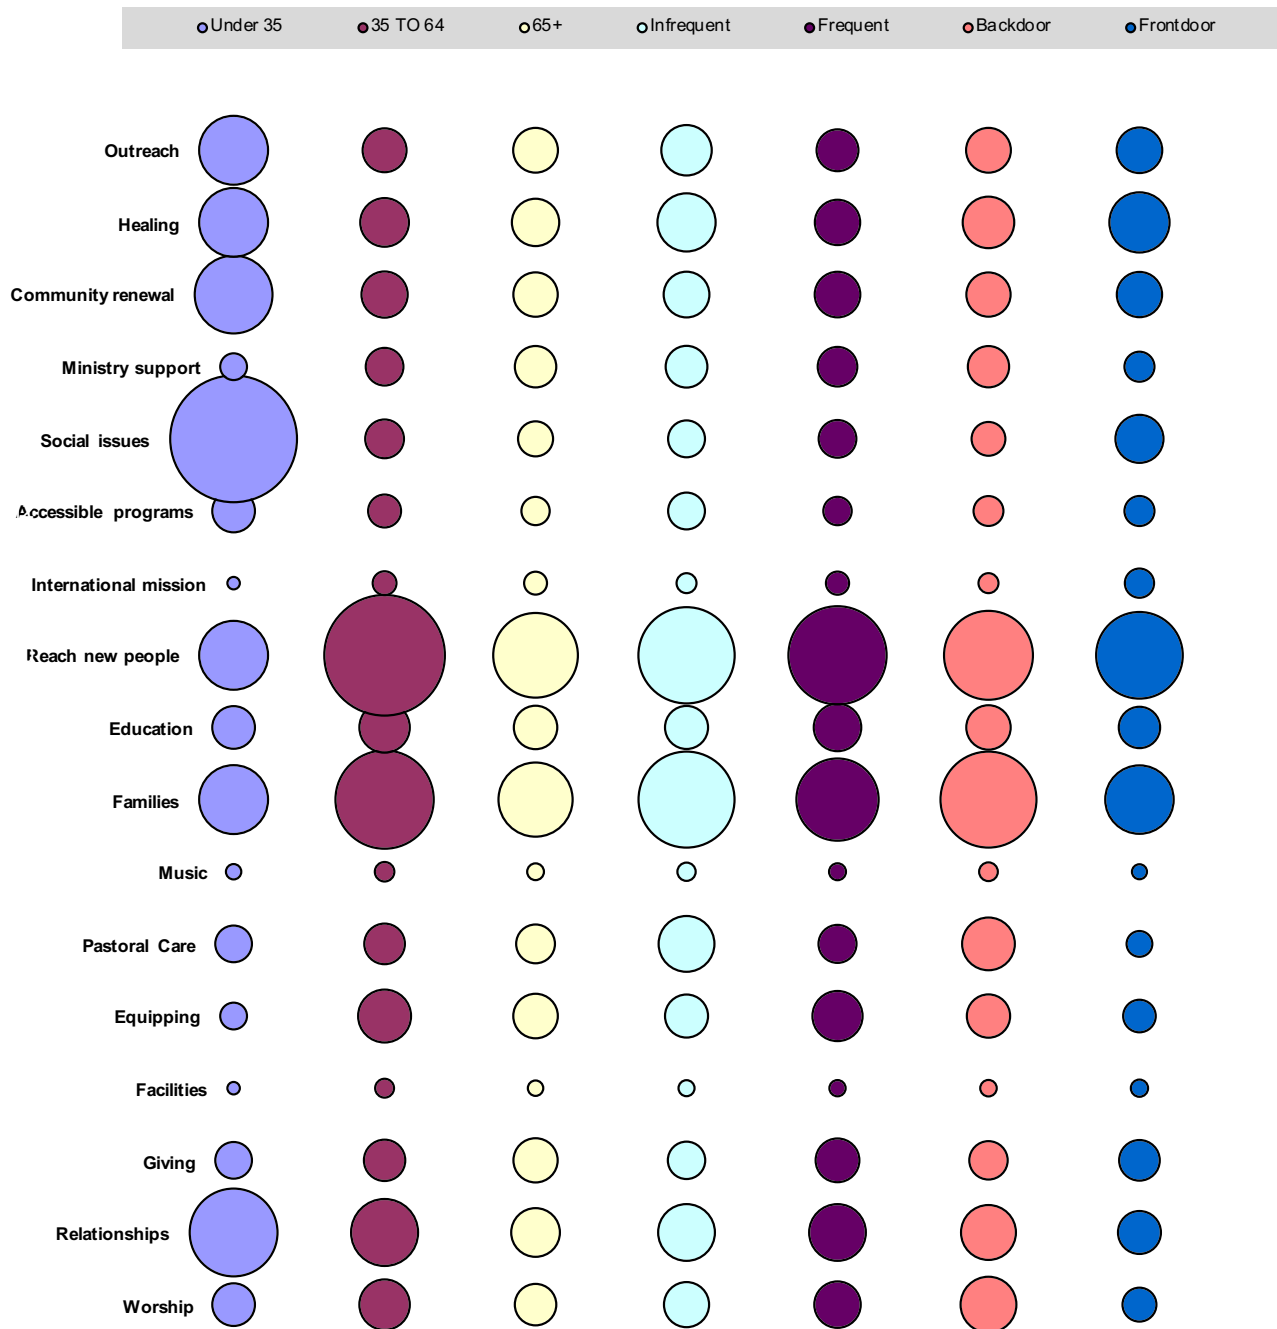 Under 35 35 TO 64 65+ Infrequent Frequent Backdoor Frontdoor
Outreach
Healing
Community renewal
Ministry support
Social issues
Accessible programs
International mission
Reach new people
Education
Families
Music
Pastoral Care
Equipping
Facilities
Giving
Relationships
Worship